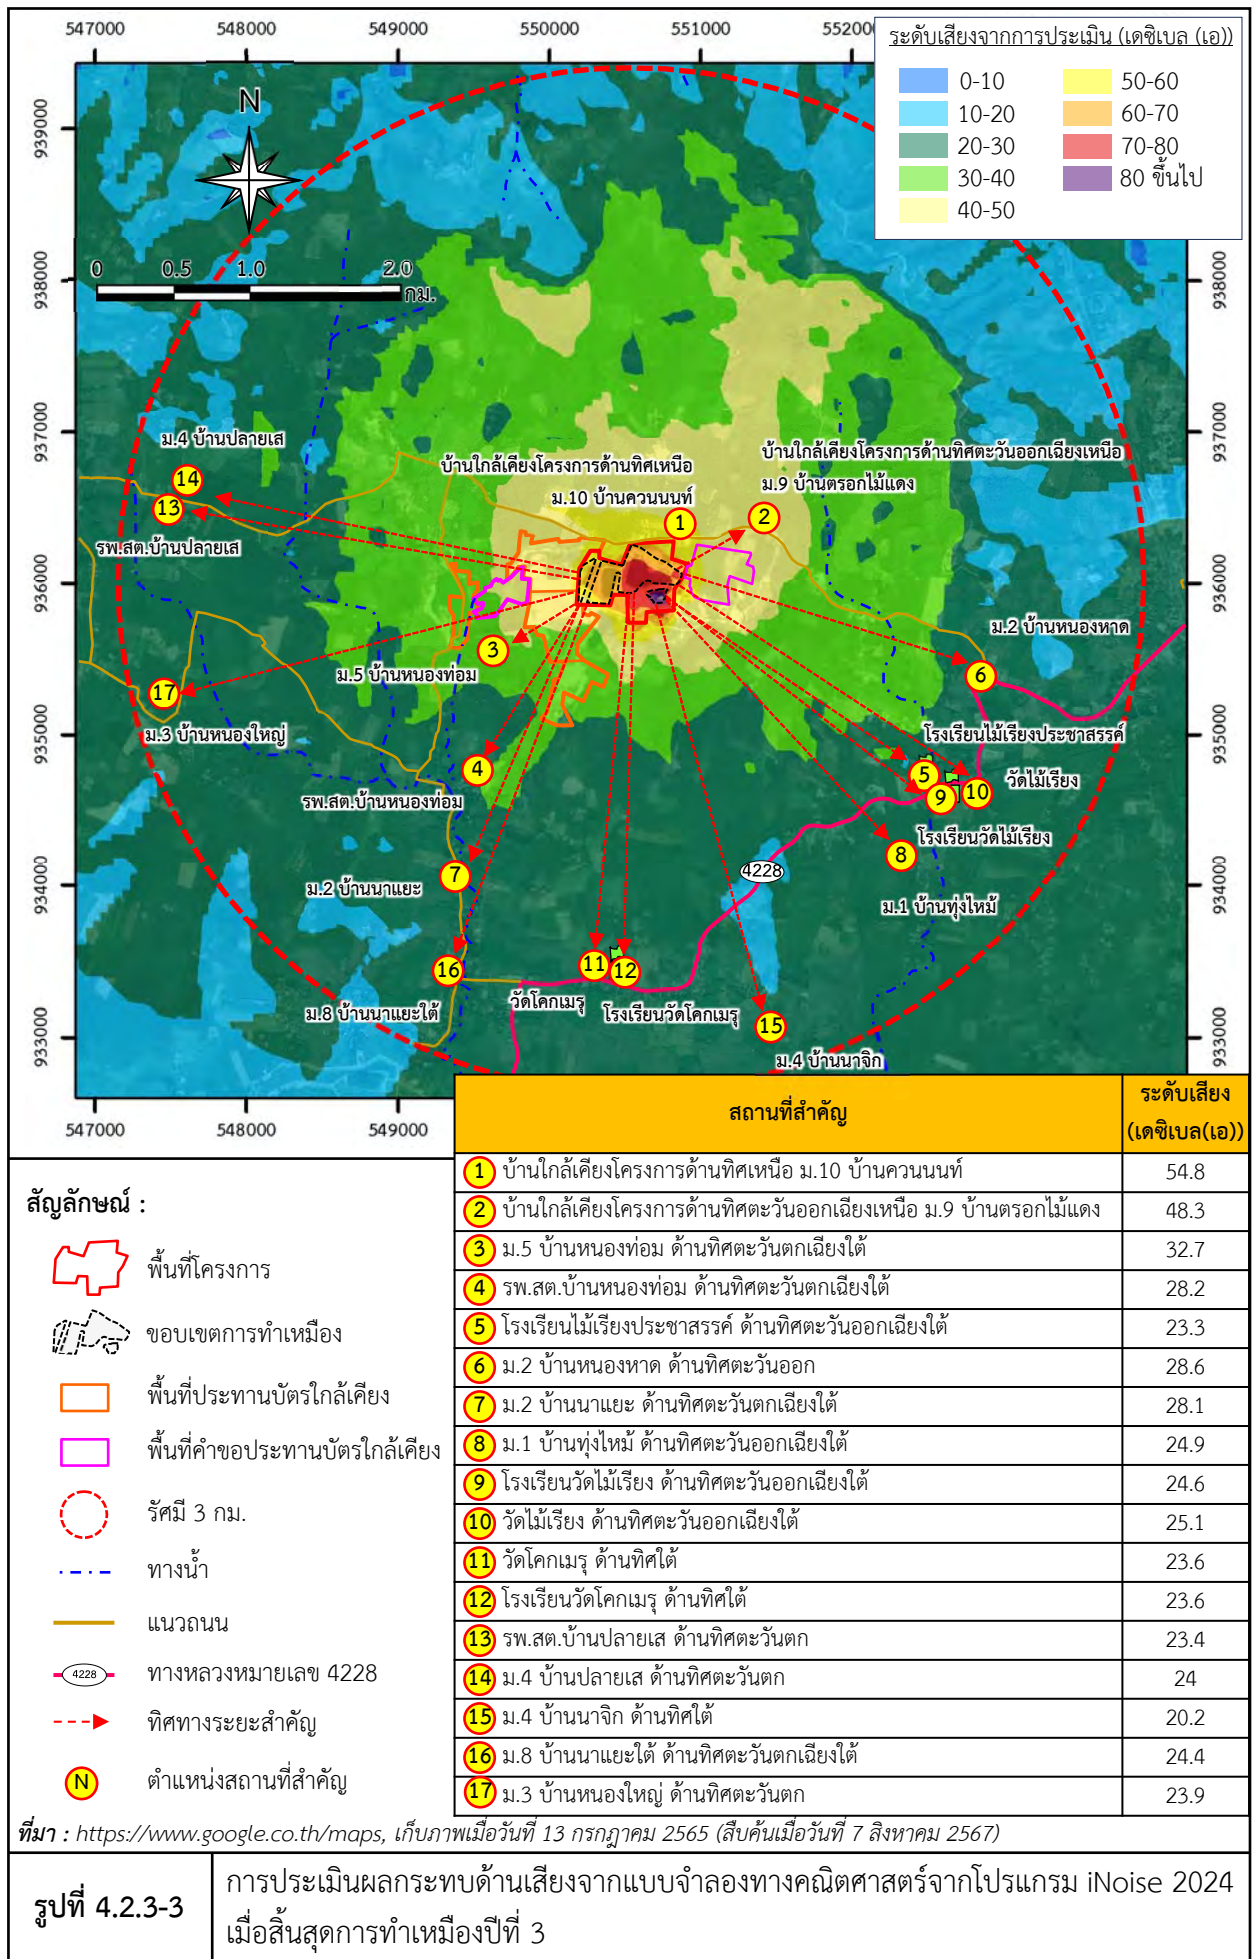 547000 548000 549000 550000 551000 552000
ระดับเสียงจากการประเมิน (เดซิเบล (เอ))
0-10 50-60
10-20 60-70
20-30 70-80
30-40 80 ขึ้นไป
40-50
N
0 0.5 1.0 2.0
กม.
939000
938000 938000
937000 937000
936000 936000
935000 935000
934000 934000
933000 933000
ม.4 บ้านปลายเส
14
13
รพ.สต.บ้านปลายเส
บ้านใกล้เคียงโครงการด้านทิศเหนือ
ม.10 บ้านควนนนท์
1
บ้านใกล้เคียงโครงการด้านทิศตะวันออกเฉียงเหนือ
ม.9 บ้านตรอกไม้แดง
2
3
ม.5 บ้านหนองท่อม
ม.2 บ้านหนองหาด
6
17
ม.3 บ้านหนองใหญ่
4
รพ.สต.บ้านหนองท่อม
โรงเรียนไม้เรียงประชาสรรค์
5
9
10
วัดไม้เรียง
โรงเรียนวัดไม้เรียง
8
ม.1 บ้านทุ่งไหม้
4228
7
ม.2 บ้านนาแยะ
16
ม.8 บ้านนาแยะใต้
11
12
วัดโคกเมรุ
โรงเรียนวัดโคกเมรุ
15
ม.4 บ้านนาจิก
547000 548000 549000
สถานที่สำคัญ
ระดับเสียง
(เดซิเบล(เอ))
1 บ้านใกล้เคียงโครงการด้านทิศเหนือ ม.10 บ้านควนนนท์ 54.8
2 บ้านใกล้เคียงโครงการด้านทิศตะวันออกเฉียงเหนือ ม.9 บ้านตรอกไม้แดง 48.3
3 ม.5 บ้านหนองท่อม ด้านทิศตะวันตกเฉียงใต้ 32.7
4 รพ.สต.บ้านหนองท่อม ด้านทิศตะวันตกเฉียงใต้ 28.2
5 โรงเรียนไม้เรียงประชาสรรค์ ด้านทิศตะวันออกเฉียงใต้ 23.3
6 ม.2 บ้านหนองหาด ด้านทิศตะวันออก 28.6
7 ม.2 บ้านนาแยะ ด้านทิศตะวันตกเฉียงใต้ 28.1
8 ม.1 บ้านทุ่งไหม้ ด้านทิศตะวันออกเฉียงใต้ 24.9
9 โรงเรียนวัดไม้เรียง ด้านทิศตะวันออกเฉียงใต้ 24.6
10 วัดไม้เรียง ด้านทิศตะวันออกเฉียงใต้ 25.1
11 วัดโคกเมรุ ด้านทิศใต้ 23.6
12 โรงเรียนวัดโคกเมรุ ด้านทิศใต้ 23.6
13 รพ.สต.บ้านปลายเส ด้านทิศตะวันตก 23.4
14 ม.4 บ้านปลายเส ด้านทิศตะวันตก 24
15 ม.4 บ้านนาจิก ด้านทิศใต้ 20.2
16 ม.8 บ้านนาแยะใต้ ด้านทิศตะวันตกเฉียงใต้ 24.4
17 ม.3 บ้านหนองใหญ่ ด้านทิศตะวันตก 23.9
สัญลักษณ์ :
พื้นที่โครงการ
ขอบเขตการทำเหมือง
พื้นที่ประทานบัตรใกล้เคียง
พื้นที่คำขอประทานบัตรใกล้เคียง
รัศมี 3 กม.
ทางน้ำ
แนวถนน
4228 ทางหลวงหมายเลข 4228
ทิศทางระยะสำคัญ
N ตำแหน่งสถานที่สำคัญ
ที่มา : https://www.google.co.th/maps, เก็บภาพเมื่อวันที่ 13 กรกฎาคม 2565 (สืบค้นเมื่อวันที่ 7 สิงหาคม 2567)
รูปที่ 4.2.3-3
การประเมินผลกระทบด้านเสียงจากแบบจำลองทางคณิตศาสตร์จากโปรแกรม iNoise 2024
เมื่อสิ้นสุดการทำเหมืองปีที่ 3